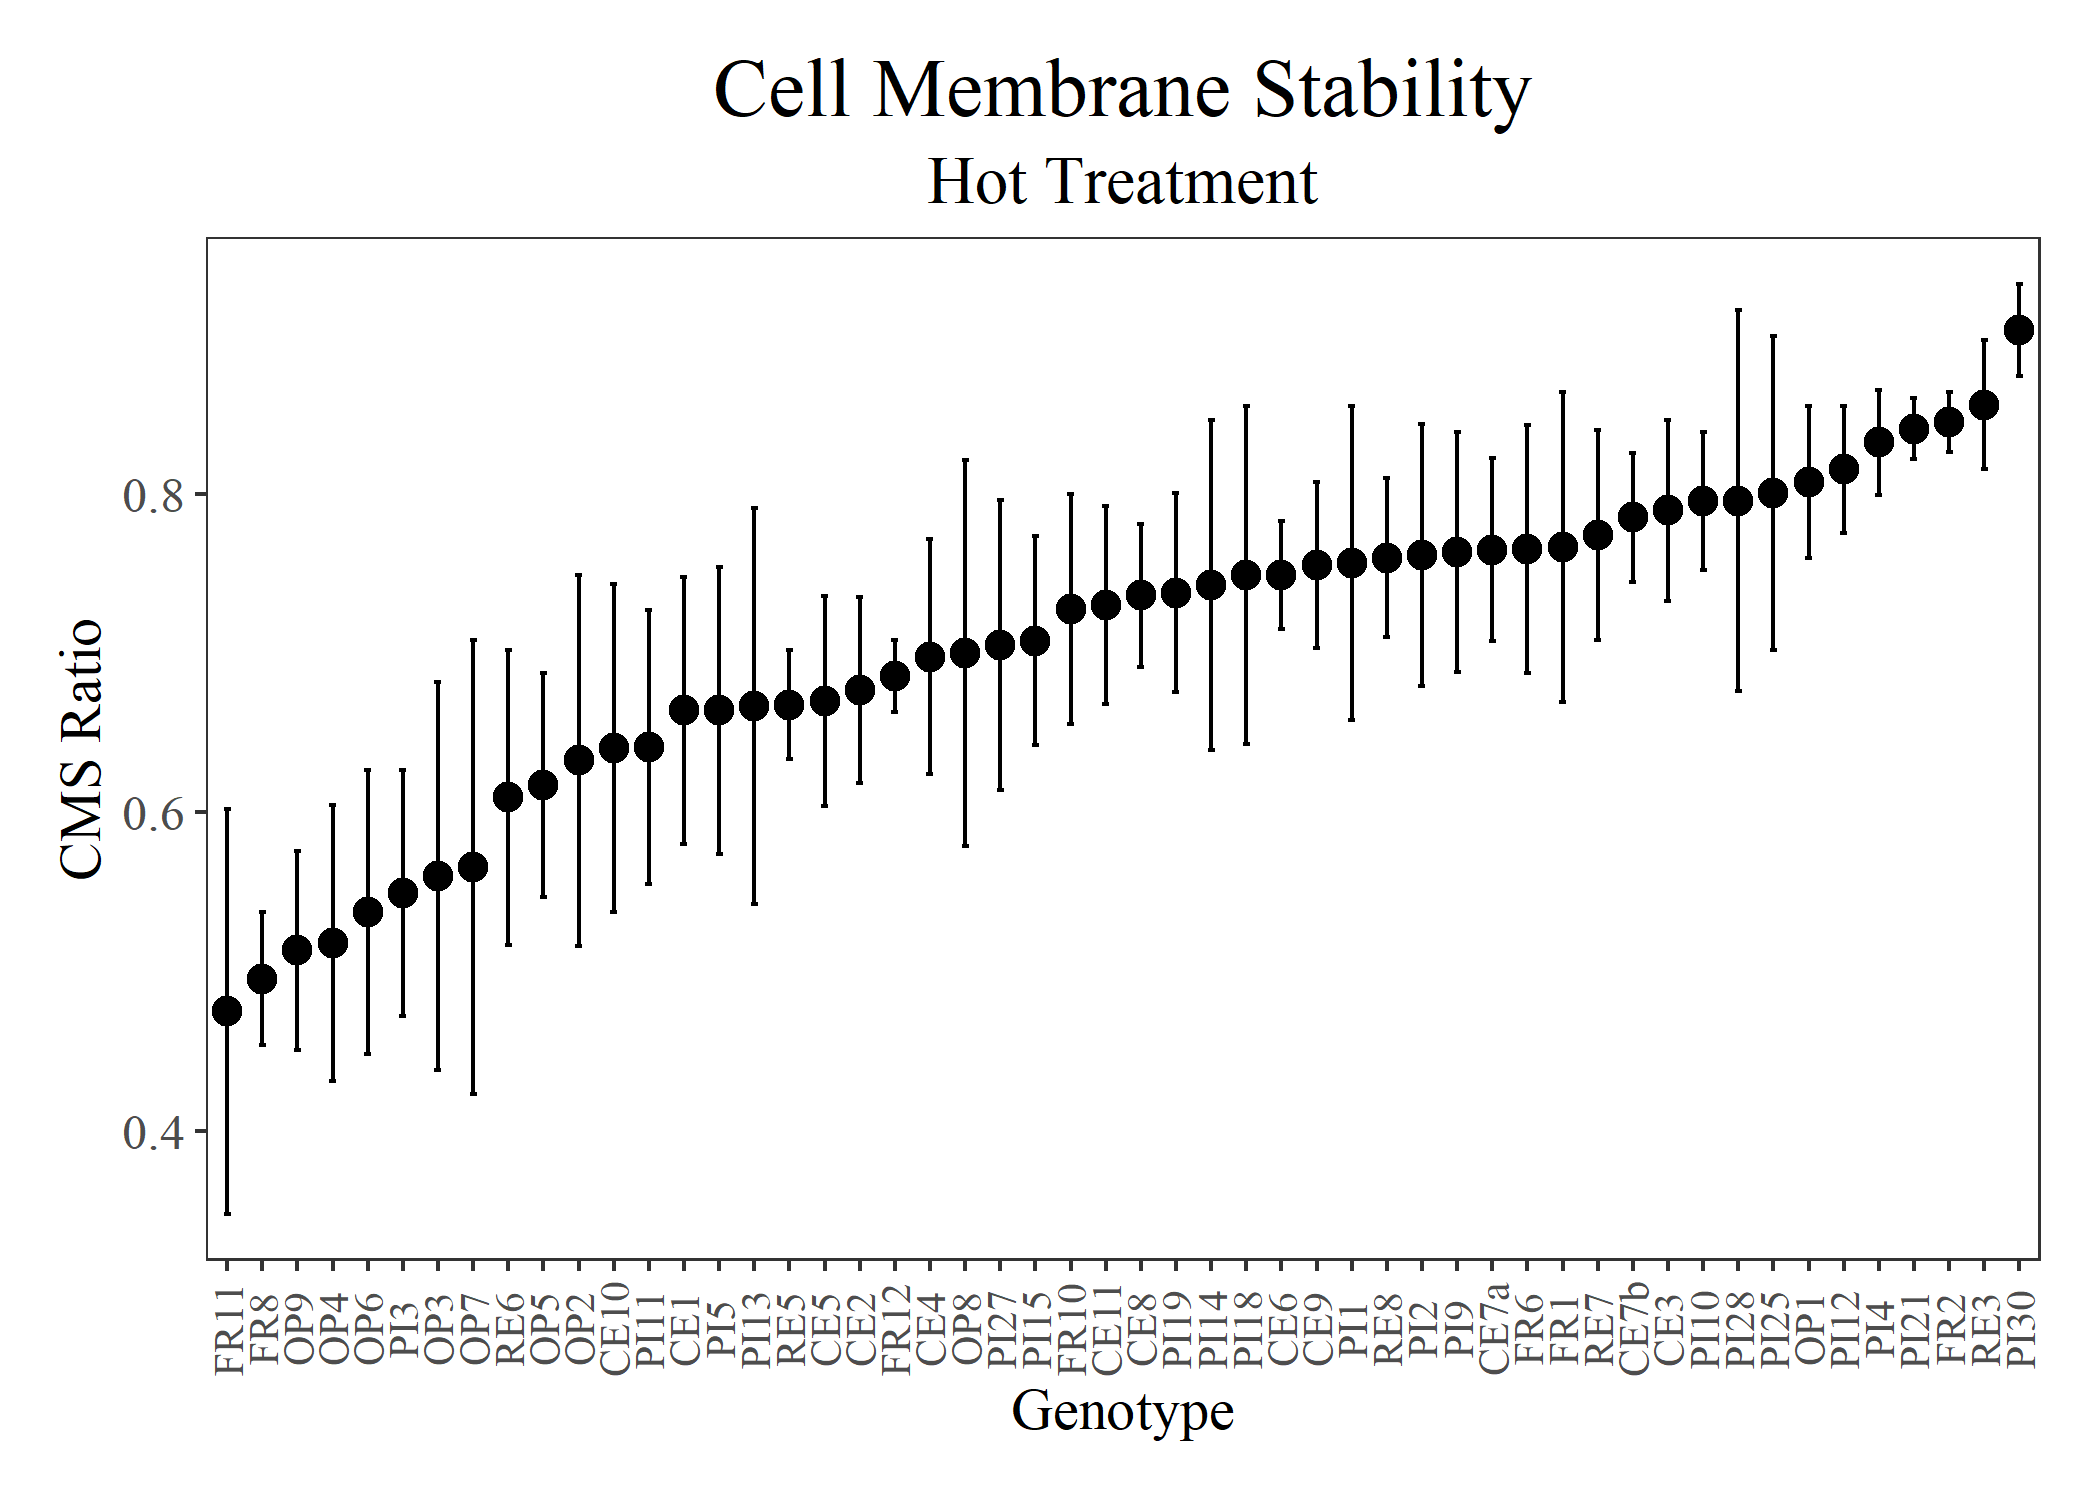 Cell Membrane Stability
Hot Treatment
CMS Ratio
0.8
0.6
0.4
FR11
FR8
OP9
OP4
OP6
PI3
OP3
OP7
RE6
OP5
OP2
CE10
PI11
CE1
PI5
PI13
RE5
CE5
CE2
FR12
CE4
OP8
PI27
PI15
FR10
CE11
CE8
PI19
PI14
PI18
CE6
CE9
PI1
RE8
PI2
PI9
CE7a
FR6
FR1
RE7
CE7b
CE3
PI10
PI28
PI25
OP1
PI12
PI4
PI21
FR2
RE3
PI30
Genotype